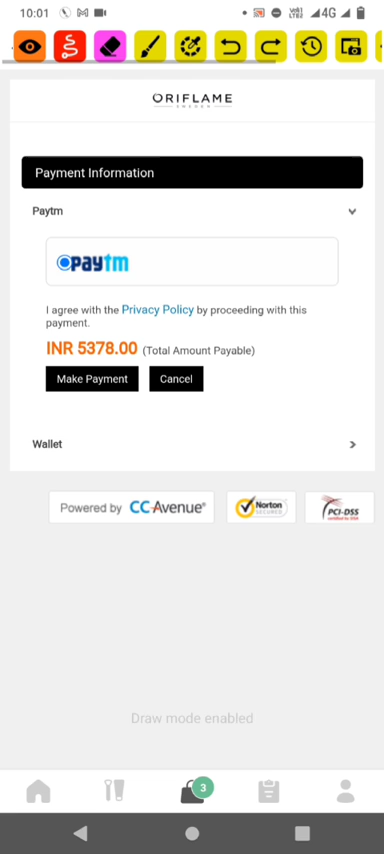 10:01
4G
ORIFLAME
SWEDEN
Payment Information
Paytm
paytm
I agree with the Privacy Policy by proceeding with this
payment.
INR 5378.00 (Total Amount Payable)
Make Payment Cancel
Wallet
Powered by CCAvenue®
Norton
SECURED
PCI-DSS
Draw mode enabled
3